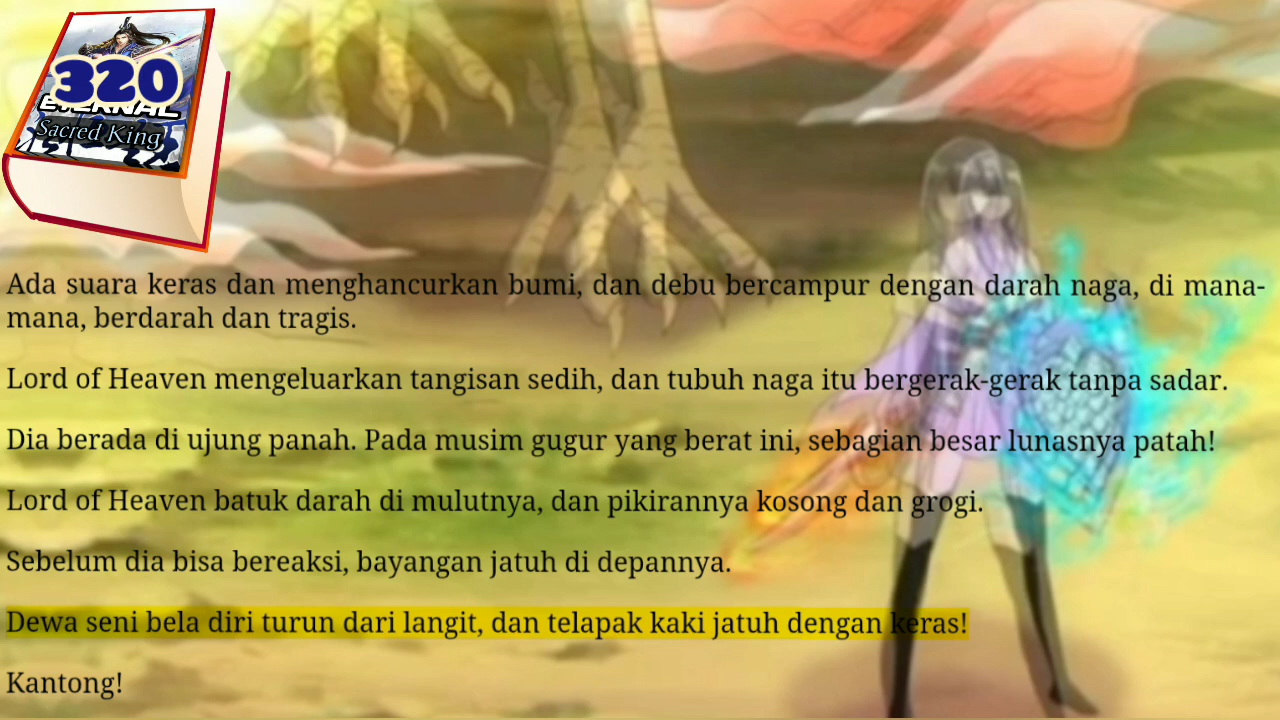 320
ETERNAL
Sacred King
Ada suara keras dan menghancurkan bumi, dan debu bercampur dengan darah naga, di mana-
mana, berdarah dan tragis.
Lord of Heaven mengeluarkan tangisan sedih, dan tubuh naga itu bergerak-gerak tanpa sadar.
Dia berada di ujung panah. Pada musim gugur yang berat ini, sebagian besar lunasnya patah!
Lord of Heaven batuk darah di mulutnya, dan pikirannya kosong dan grogi.
Sebelum dia bisa bereaksi, bayangan jatuh di depannya.
Dewa seni bela diri turun dari langit, dan telapak kaki jatuh dengan keras!
Kantong!